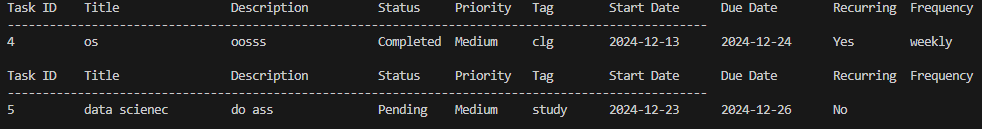 Task ID Title Description Status Priority Tag Start Date Due Date Recurring Frequency
----------------------------------------------------------------------------------------------------
4 os oosss Completed Medium clg 2024-12-13 2024-12-24 Yes weekly
Task ID Title Description Status Priority Tag Start Date Due Date Recurring Frequency
----------------------------------------------------------------------------------------------------
5 data scienec do ass Pending Medium study 2024-12-23 2024-12-26 No